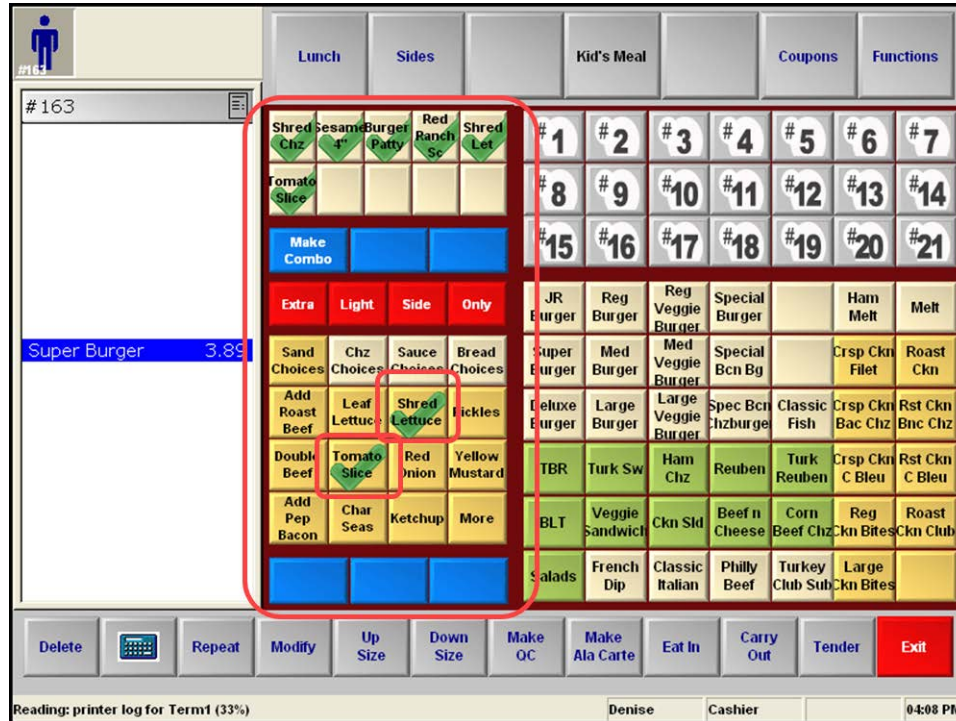 #163
Lunch
Sides
Kid's Meal
Coupons
Functions
#163
Super Burger 3.89
Shred Chz
Sesame 4"
Burger Patty
Red Ranch Sc
Shred Let
Tomato Slice
Make Combo
Extra
Light
Side
Only
Sand Choices
Chz Choices
Sauce Choices
Bread Choices
Add Roast Beef
Leaf Lettuce
Shred Lettuce
Pickles
Double Beef
Tomato Slice
Red Onion
Yellow Mustard
Add Pep Bacon
Char Seas
Ketchup
More
#1 #2 #3 #4 #5 #6 #7
#8 #9 #10 #11 #12 #13 #14
#15 #16 #17 #18 #19 #20 #21
JR Burger
Reg Burger
Reg Veggie Burger
Special Burger
Ham Melt
Melt
Super Burger
Med Burger
Med Veggie Burger
Special Bcn Bg
Crsp Ckn Filet
Roast Ckn
Deluxe Burger
Large Burger
Large Veggie Burger
Spec Bcn Chzburge
Classic Fish
Crsp Ckn Bac Chz
Rst Ckn Bnc Chz
TBR
Turk Sw
Ham Chz
Reuben
Turk Reuben
Crsp Ckn C Bleu
Rst Ckn C Bleu
BLT
Veggie Sandwich
Ckn Sld
Beef n Cheese
Corn Beef Chz
Reg Ckn Bites
Roast Ckn Club
Salads
French Dip
Classic Italian
Philly Beef
Turkey Club Sub
Large Ckn Bites
Delete
Repeat
Modify
Up Size
Down Size
Make QC
Make Ala Carte
Eat In
Carry Out
Tender
Exit
Reading: printer log for Term1 (33%)
Denise
Cashier
04:08 PM